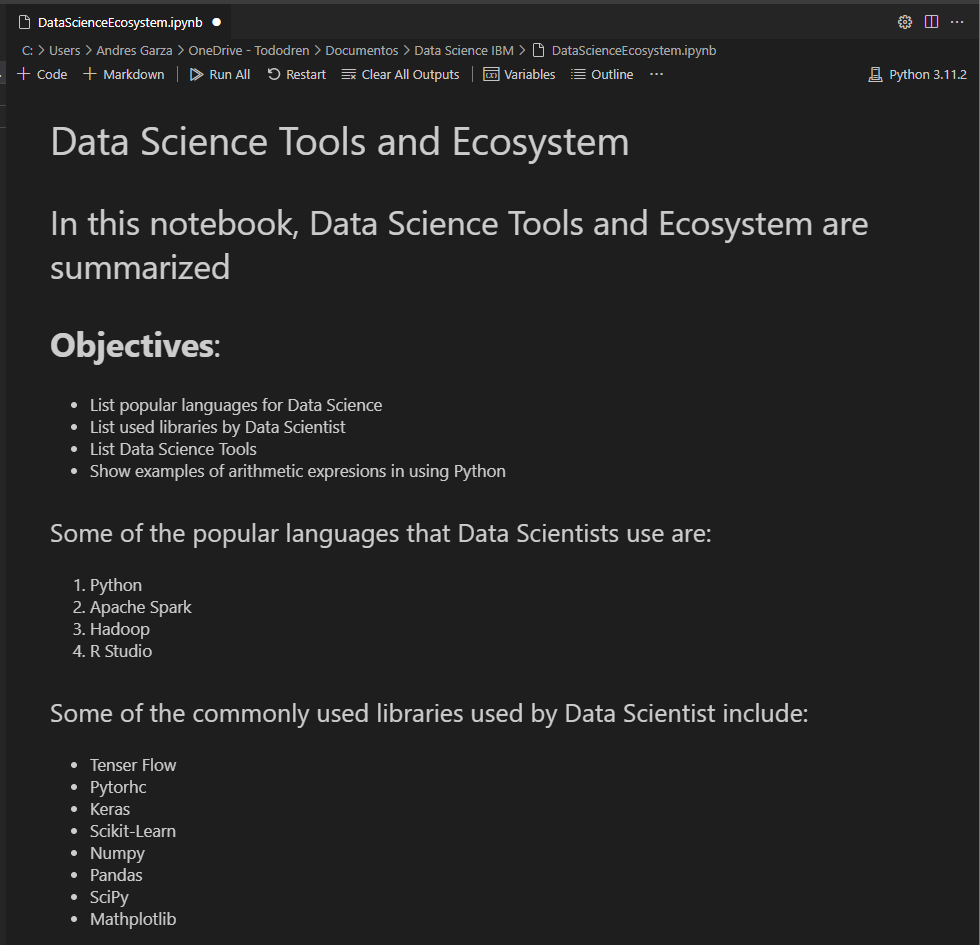 DataScienceEcosystem.ipynb
C: > Users > Andres Garza > OneDrive - Tododren > Documentos > Data Science IBM > DataScienceEcosystem.ipynb
+ Code + Markdown | Run All Restart Clear All Outputs | Variables Outline ... Python 3.11.2
Data Science Tools and Ecosystem
In this notebook, Data Science Tools and Ecosystem are
summarized
Objectives:
• List popular languages for Data Science
• List used libraries by Data Scientist
• List Data Science Tools
• Show examples of arithmetic expresions in using Python
Some of the popular languages that Data Scientists use are:
1. Python
2. Apache Spark
3. Hadoop
4. R Studio
Some of the commonly used libraries used by Data Scientist include:
• Tenser Flow
• Pytorhc
• Keras
• Scikit-Learn
• Numpy
• Pandas
• SciPy
• Mathplotlib